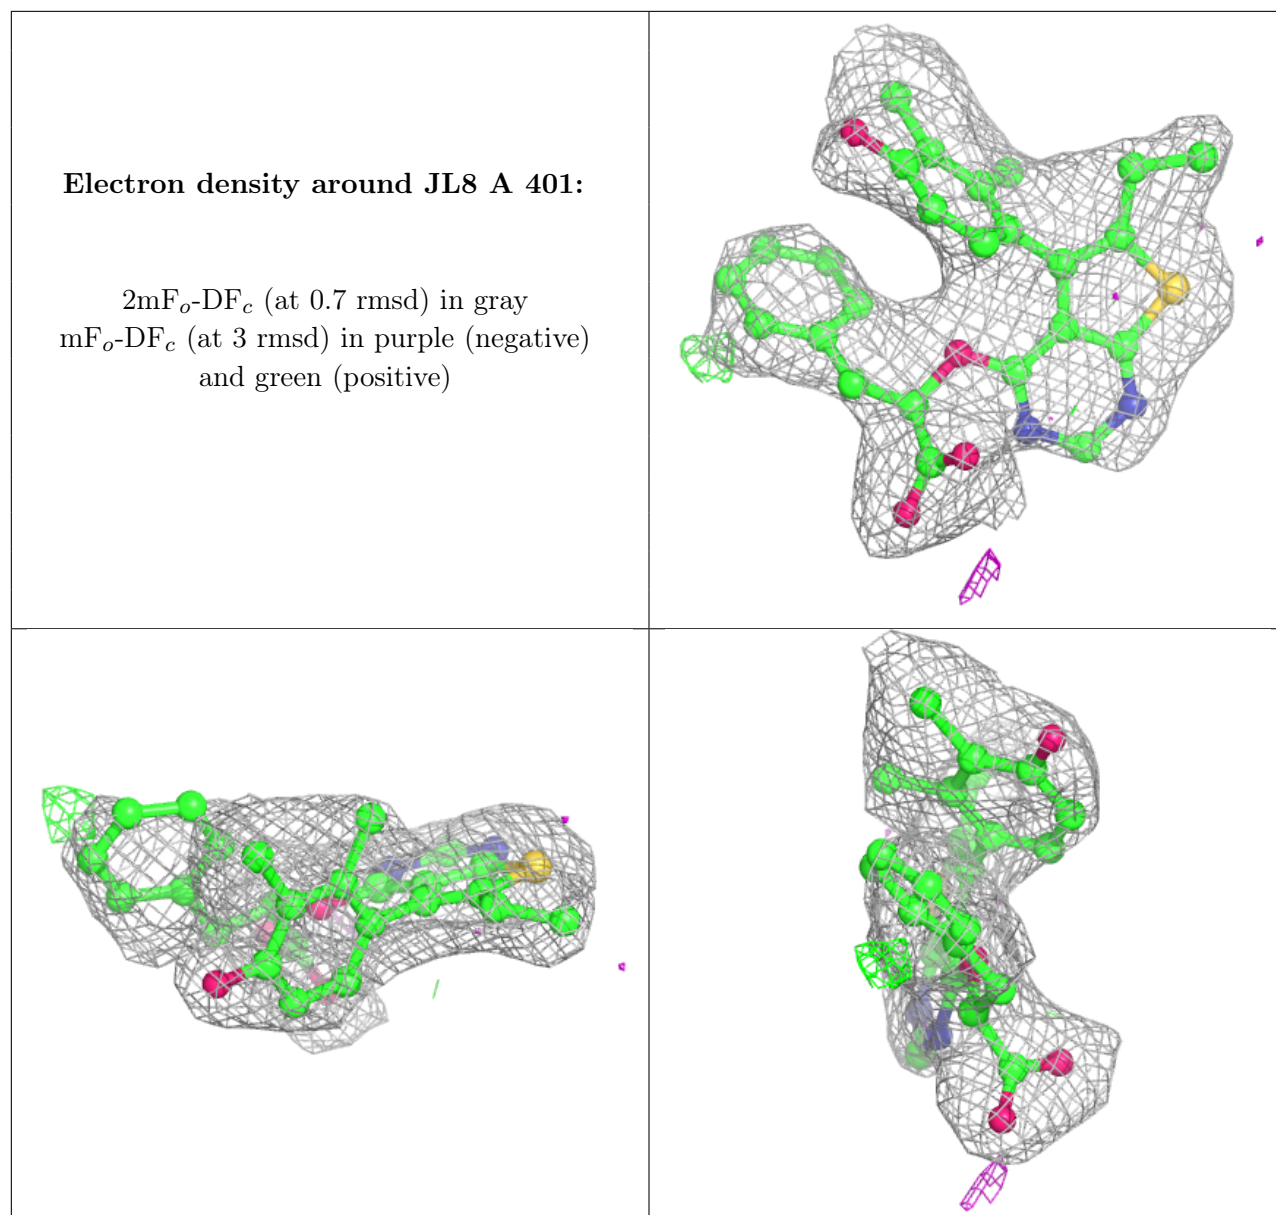 Electron density around JL8 A 401:
2mFo-DFc (at 0.7 rmsd) in gray
mFo-DFc (at 3 rmsd) in purple (negative)
and green (positive)